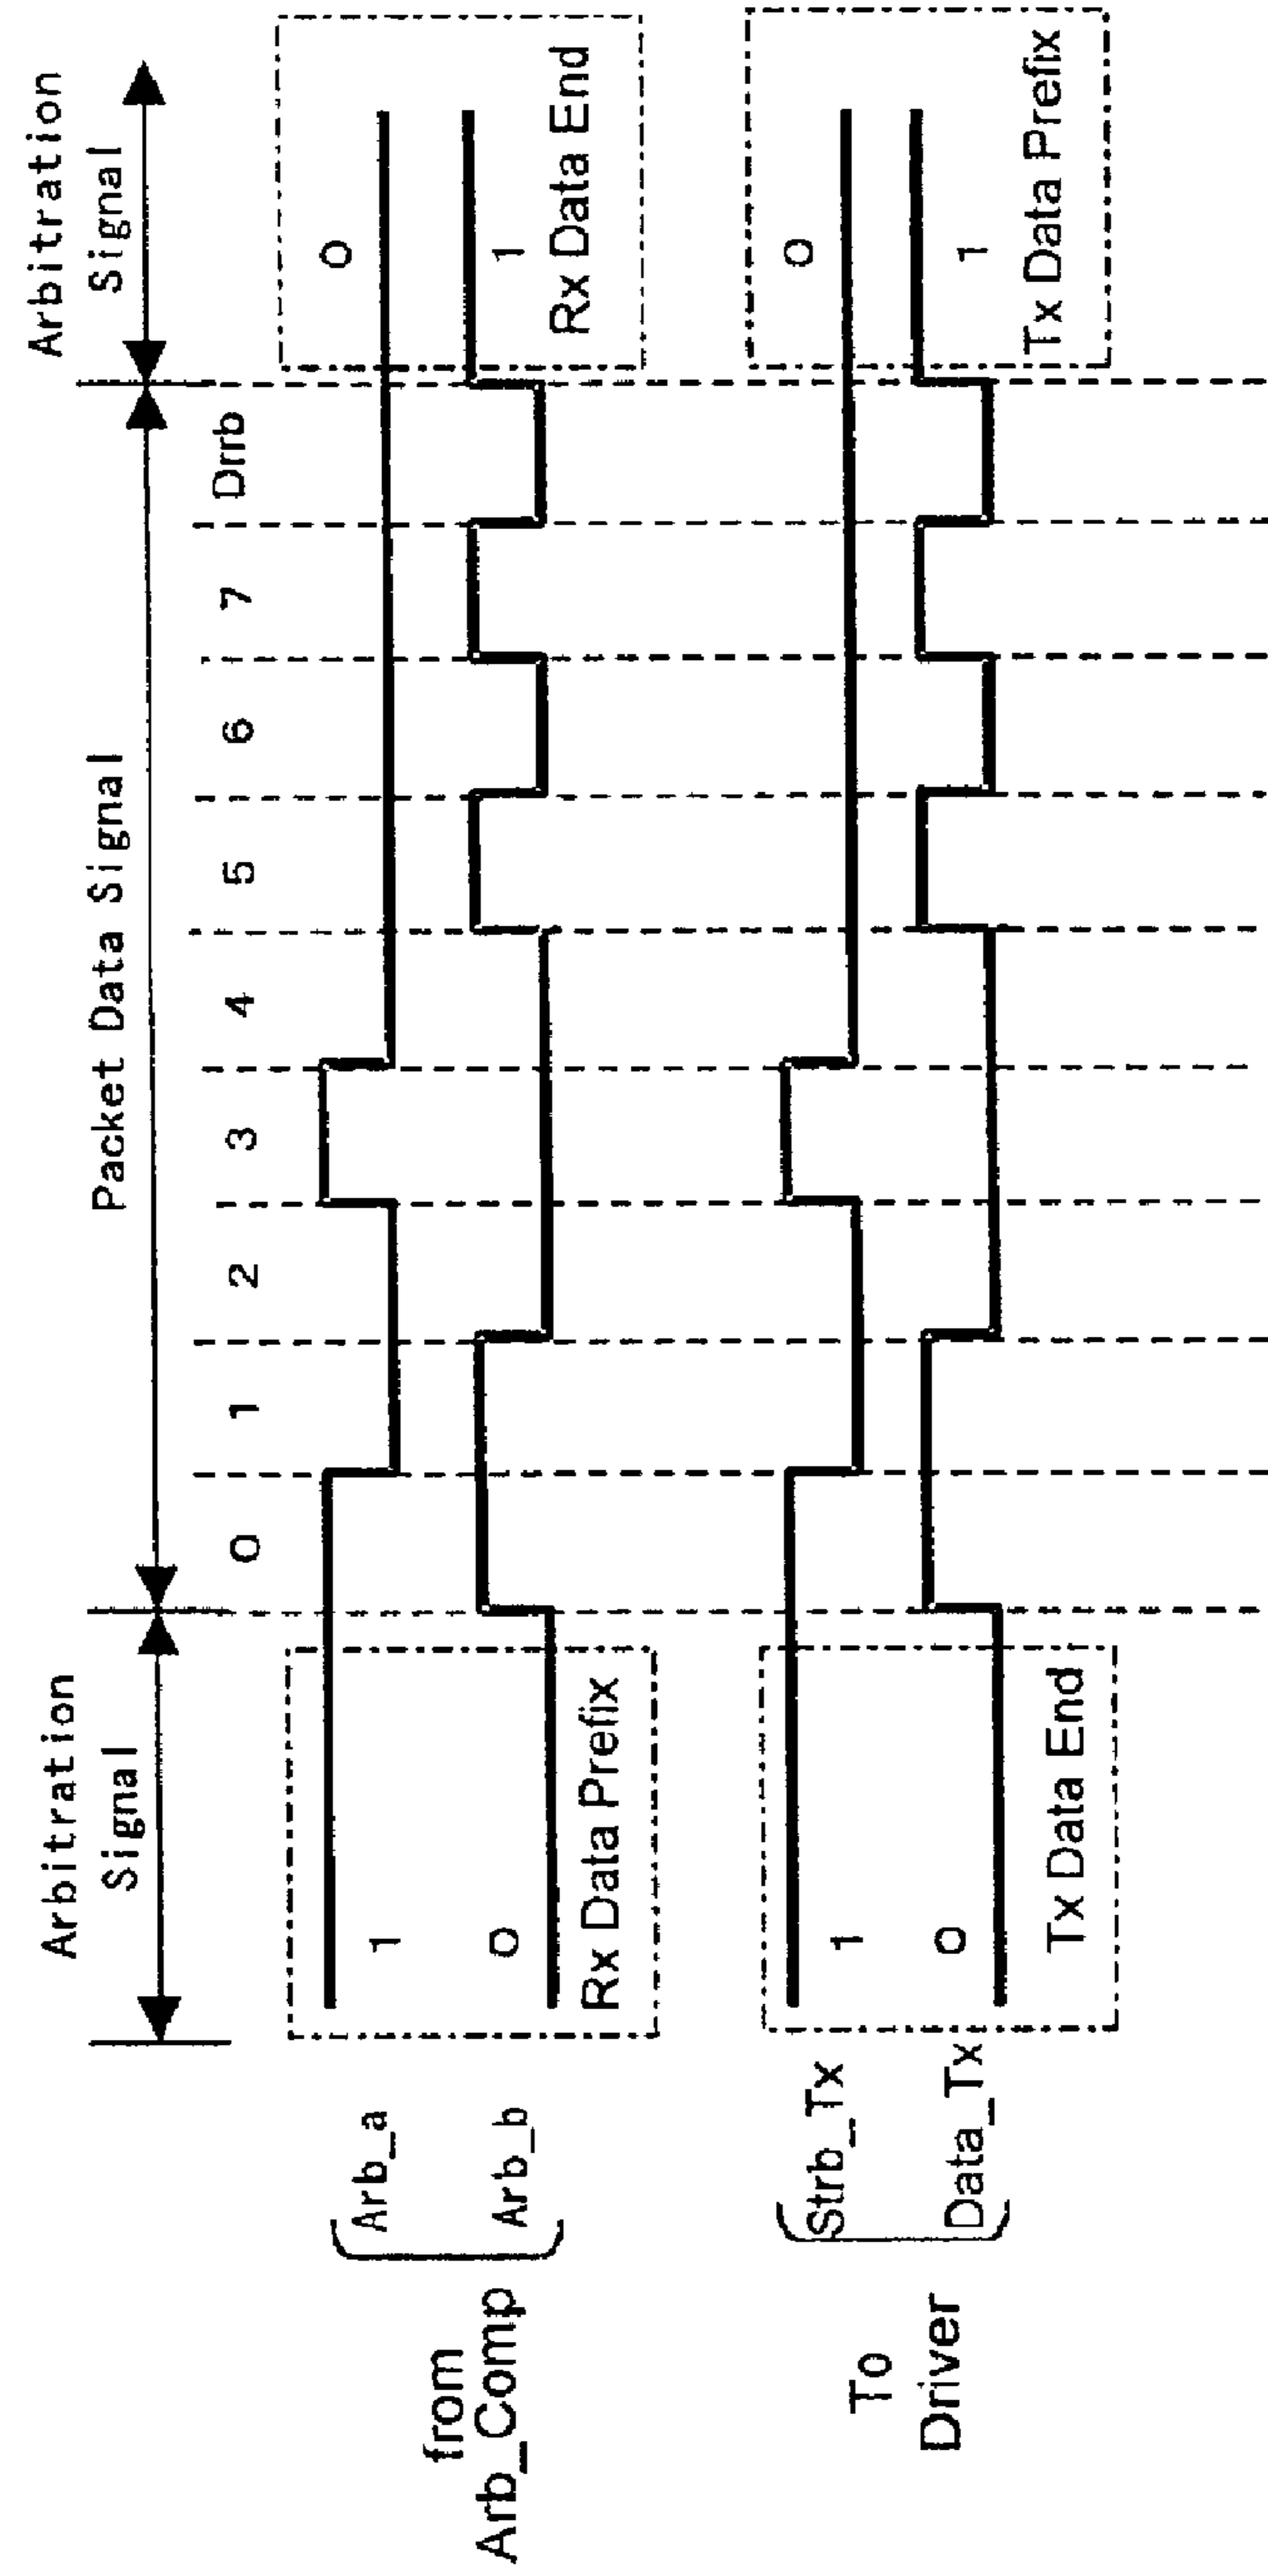 Arbitration
Signal
Packet Data Signal
Arbitration
Signal
0 1 2 3 4 5 6 7 Drrb
from
Arb_Comp
Arb_a
Arb_b
1
0
Rx Data Prefix
0
1
Rx Data End
To
Driver
Strb_Tx
Data_Tx
1
0
Tx Data End
0
1
Tx Data Prefix